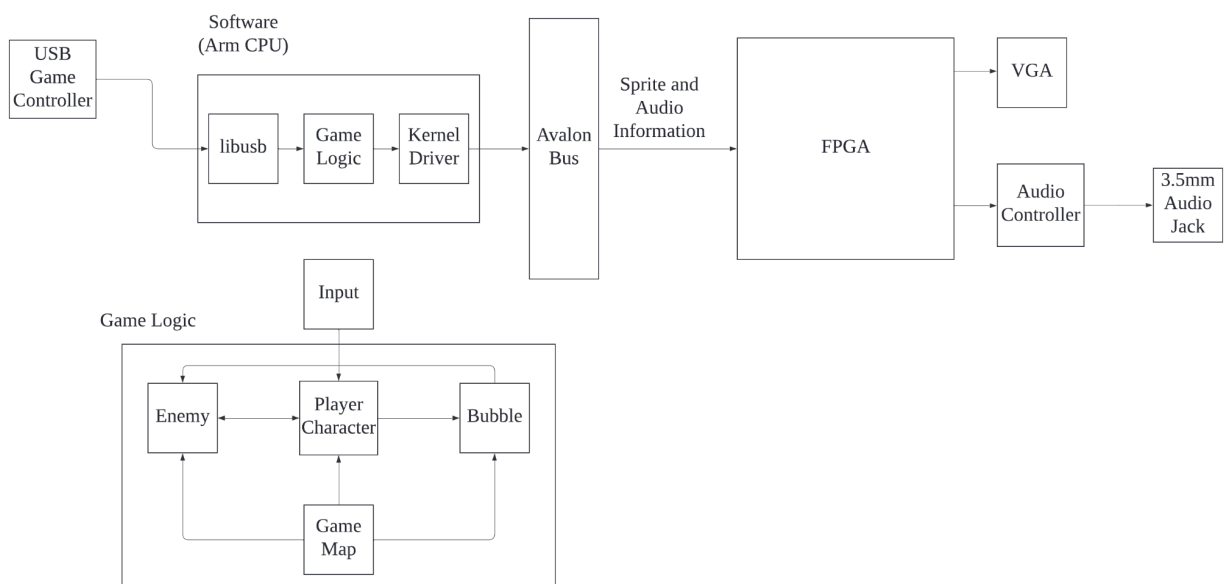 Software
(Arm CPU)
USB
Game
Controller
libusb
Game
Logic
Kernel
Driver
Avalon
Bus
Sprite and
Audio
Information
FPGA
VGA
Audio
Controller
3.5mm
Audio
Jack
Input
Game Logic
Enemy
Player
Character
Bubble
Game
Map